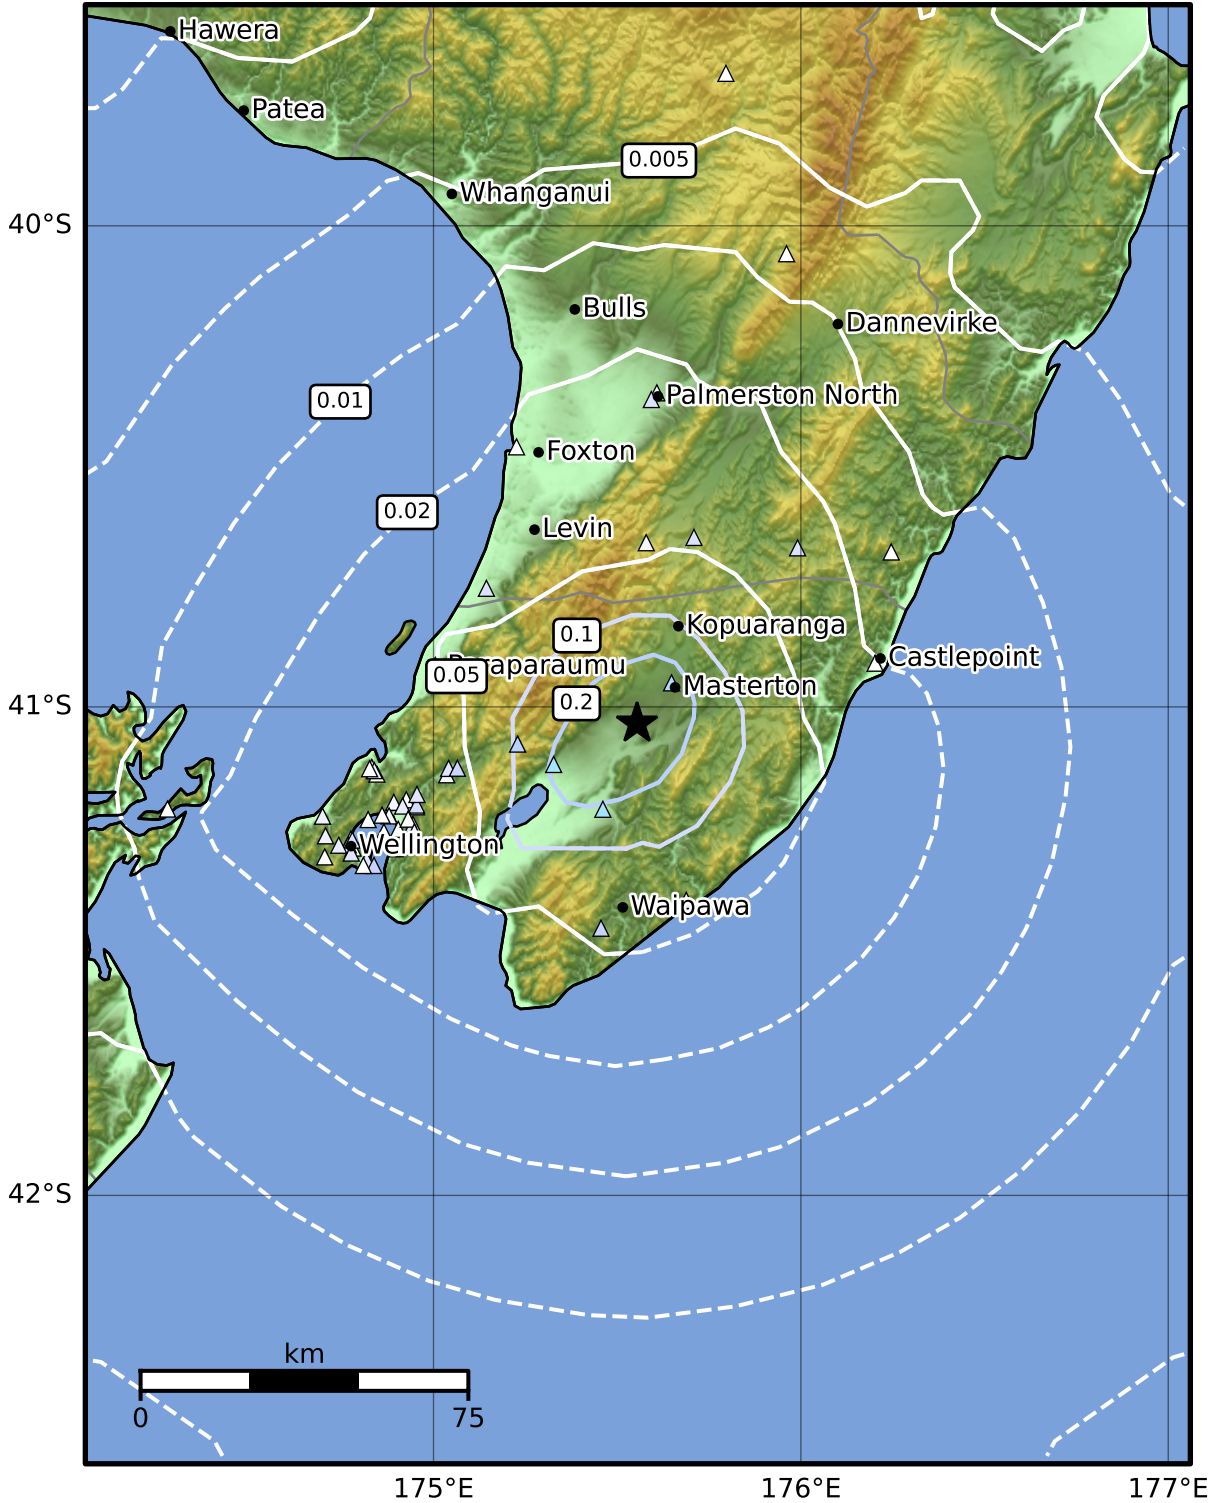 Hawera
Patea
0.005
Whanganui
40°S
Bulls
Dannevirke
0.01
Palmerston North
Foxton
0.02
Levin
Kopuaranga
0.1
Castlepoint
Paraparaumu
0.05
Masterton
0.2
41°S
Wellington
Waipawa
42°S
km
0 75
175°E 176°E 177°E